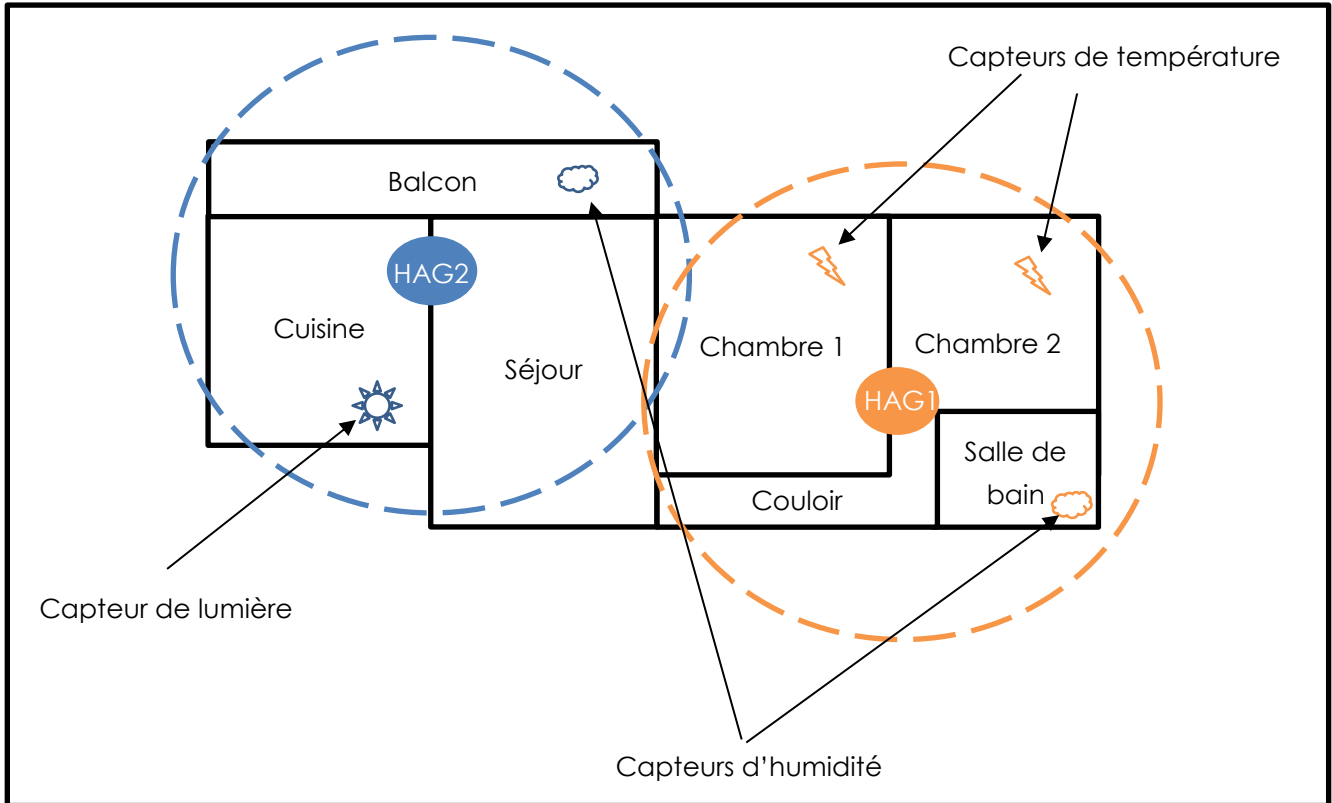 Capteurs de température
Balcon
HAG2
Cuisine
Séjour
Chambre 1
Chambre 2
HAG1
Salle de
bain
Couloir
Capteur de lumière
Capteurs d’humidité